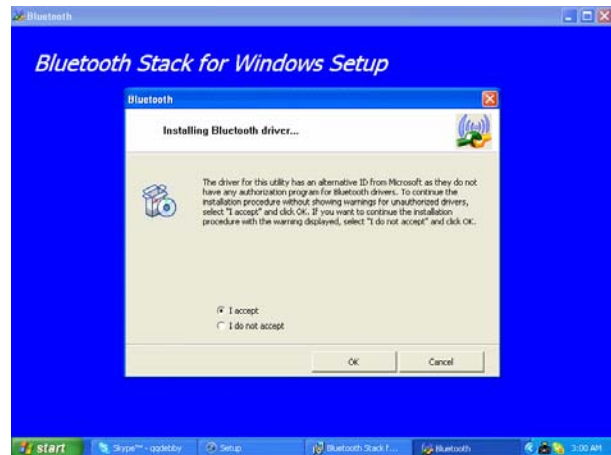 Bluetooth
Bluetooth Stack for Windows Setup
Bluetooth
Installing Bluetooth driver...
The driver for this utility has an alternative ID from Microsoft as they do not
have any authorization program for Bluetooth drivers. To continue the
installation procedure without showing warnings for unauthorized drivers,
select "I accept" and click OK. If you want to continue the installation
procedure with the warning displayed, select "I do not accept" and click OK.
I accept
I do not accept
OK
Cancel
start
Skype™ - qqdebby
Setup
Bluetooth Stack f...
Bluetooth
3:00 AM